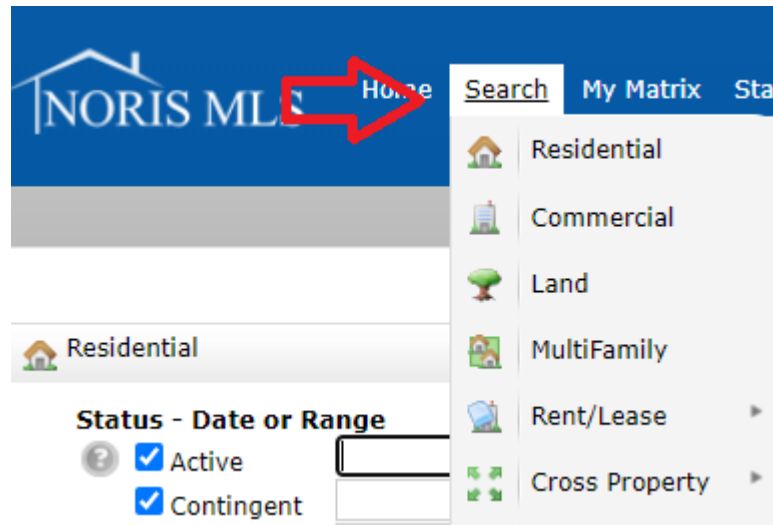 NORIS MLS
Home Search My Matrix Sta
Residential
Commercial
Land
Residential
MultiFamily
Status - Date or Range
Rent/Lease
Active
Cross Property
Contingent